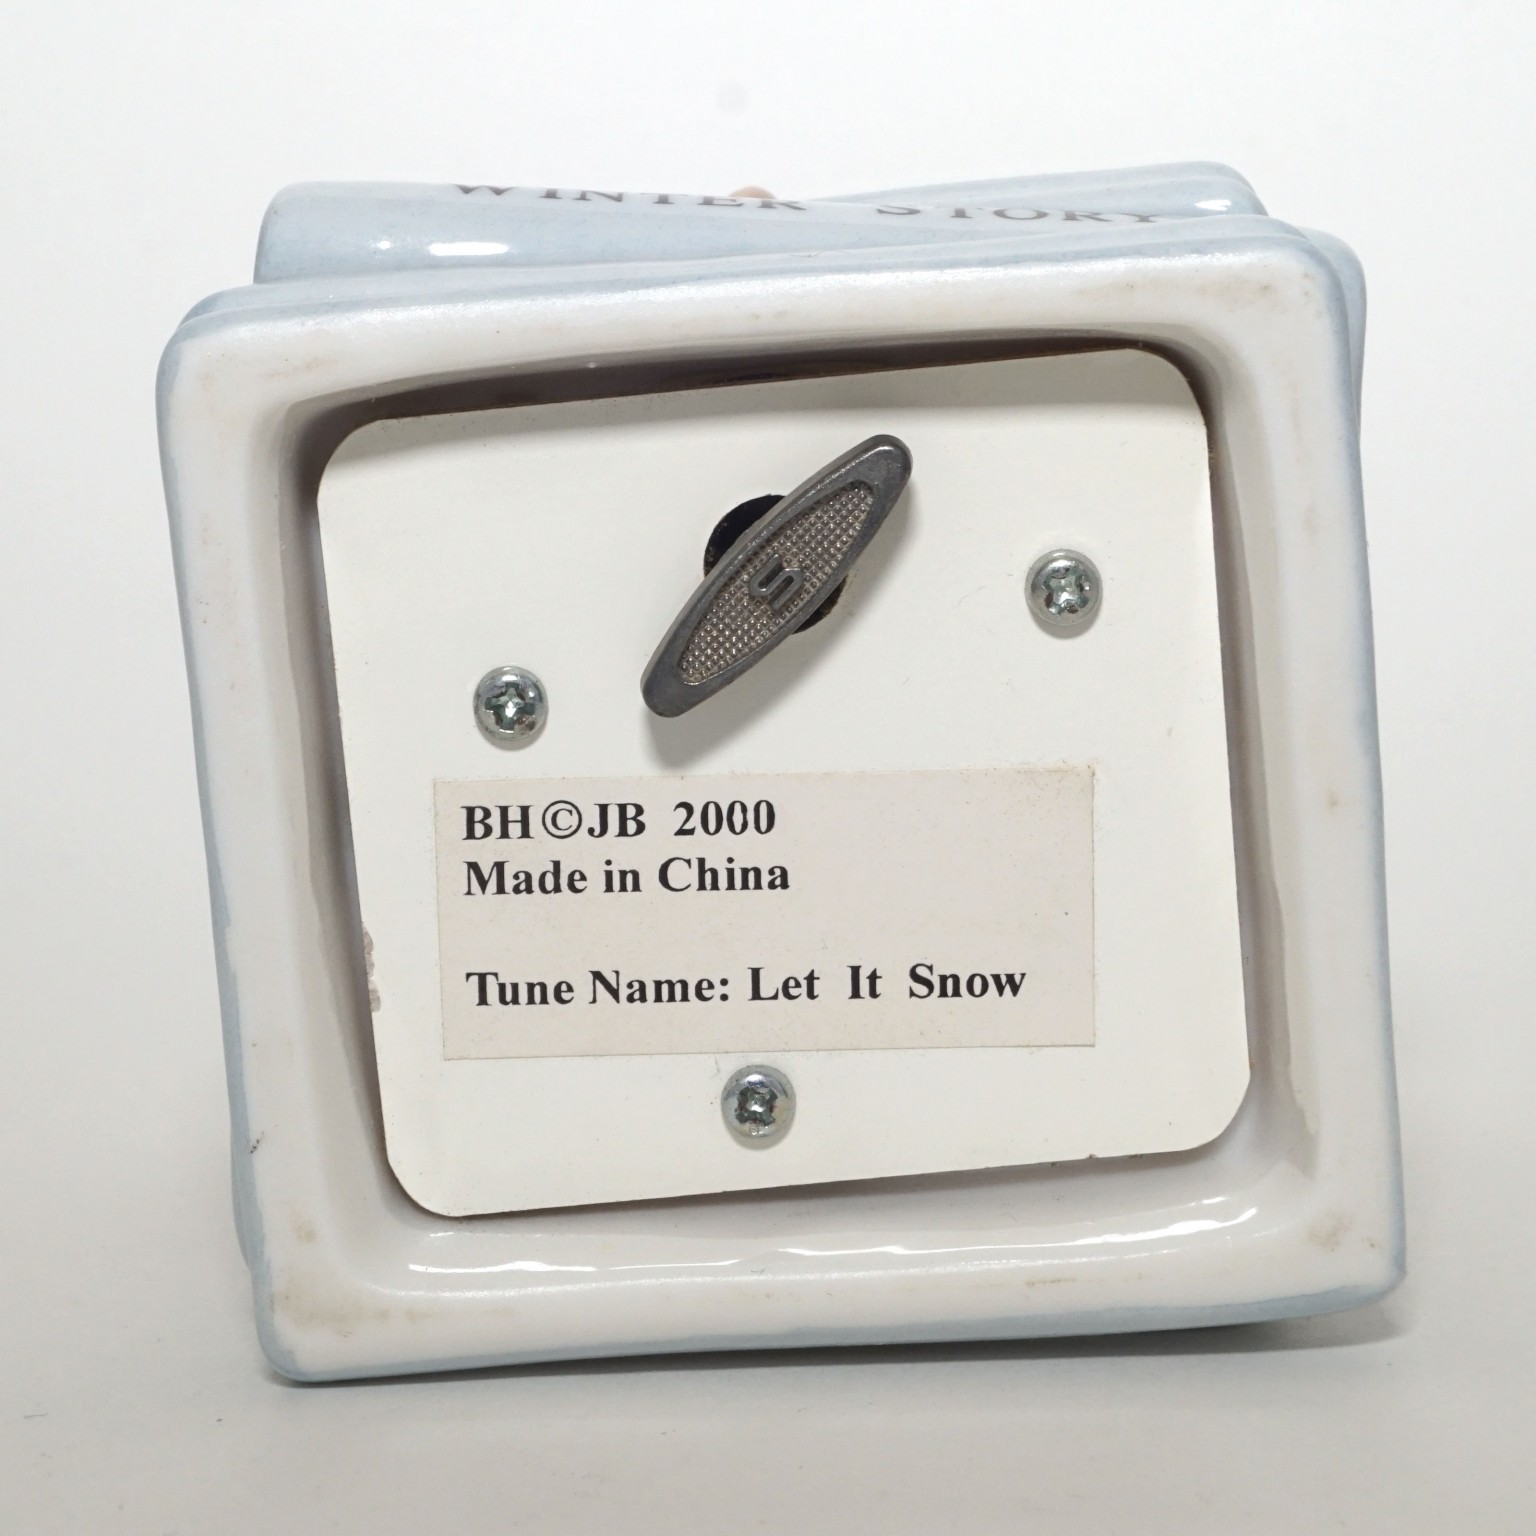 WINTER STORY
S
BH©JB 2000
Made in China
Tune Name: Let It Snow